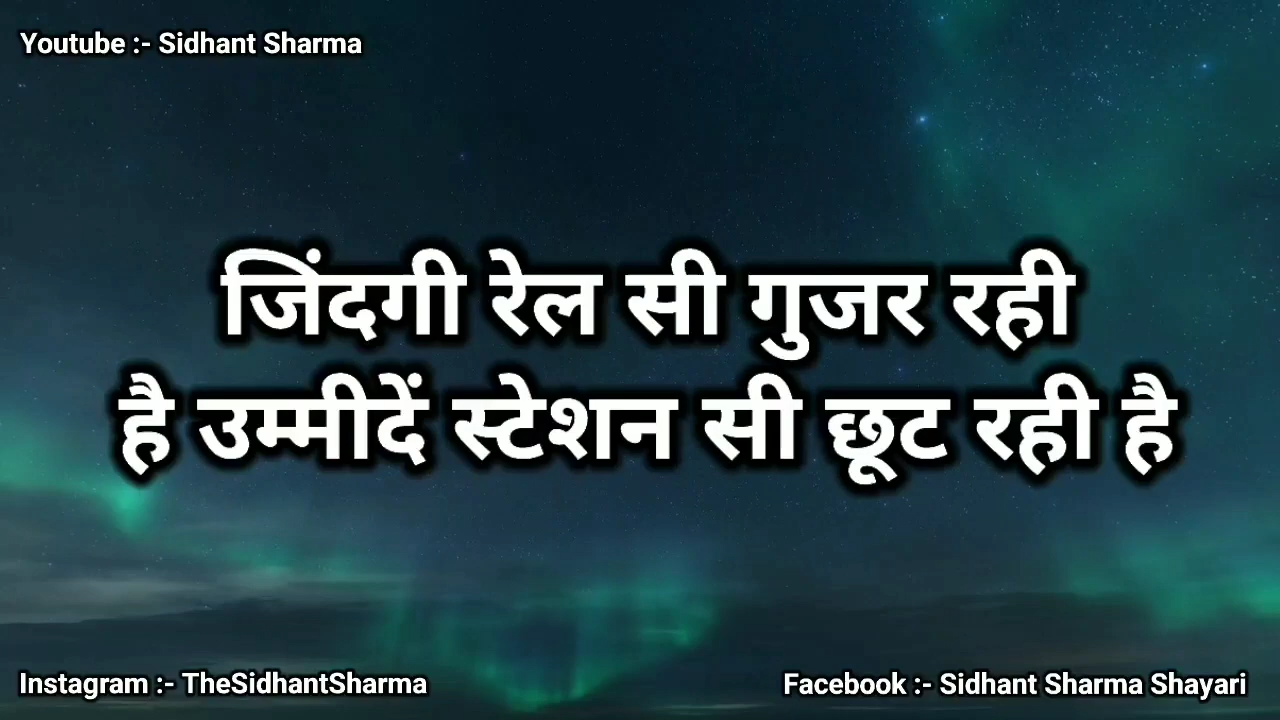 Youtube :- Sidhant Sharma
जिंदगी रेल सी गुजर रही
है उम्मीदें स्टेशन सी छूट रही है
Instagram :- TheSidhantSharma
Facebook :- Sidhant Sharma Shayari